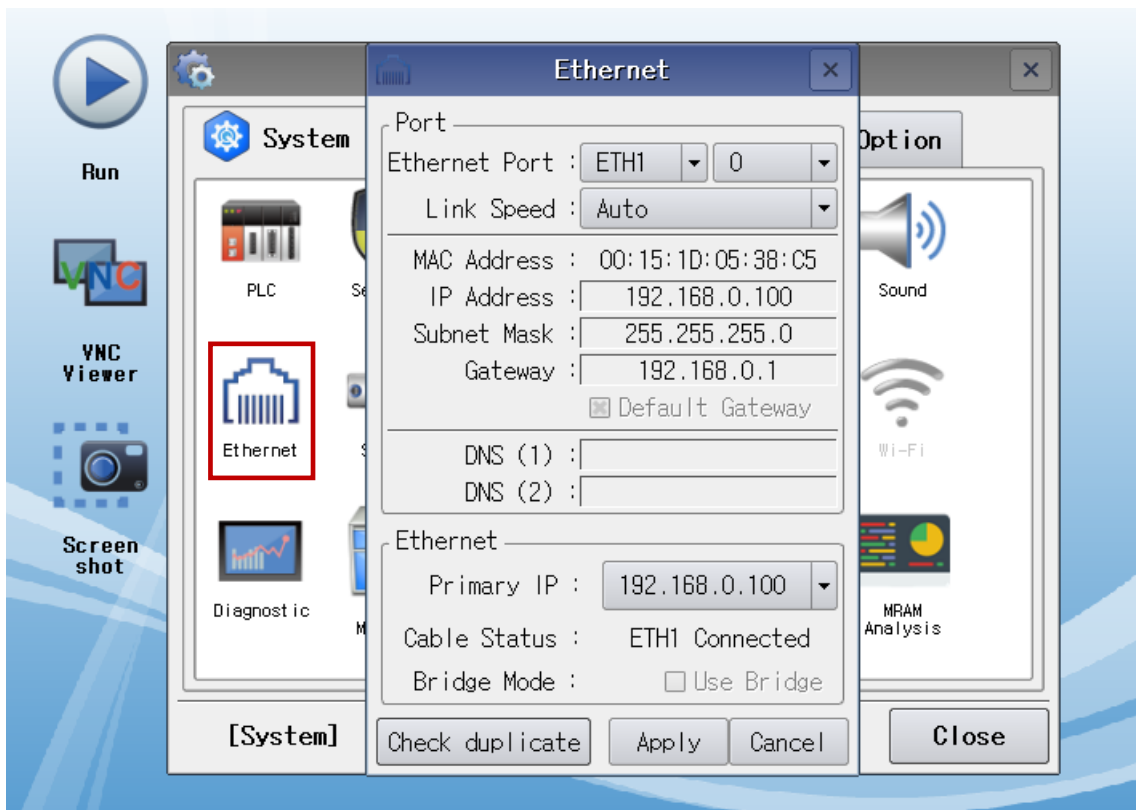 Run
VNC
VNC
Viewer
Screen
shot
System
Option
PLC
Se
Sound
Ethernet
S
Wi-Fi
Diagnostic
M
MRAM
Analysis
[System]
Close
Ethernet
Port
Ethernet Port : ETH1 0
Link Speed : Auto
MAC Address : 00:15:1D:05:38:C5
IP Address : 192.168.0.100
Subnet Mask : 255.255.255.0
Gateway : 192.168.0.1
Default Gateway
DNS (1) :
DNS (2) :
Ethernet
Primary IP : 192.168.0.100
Cable Status : ETH1 Connected
Bridge Mode : Use Bridge
Check duplicate Apply Cancel